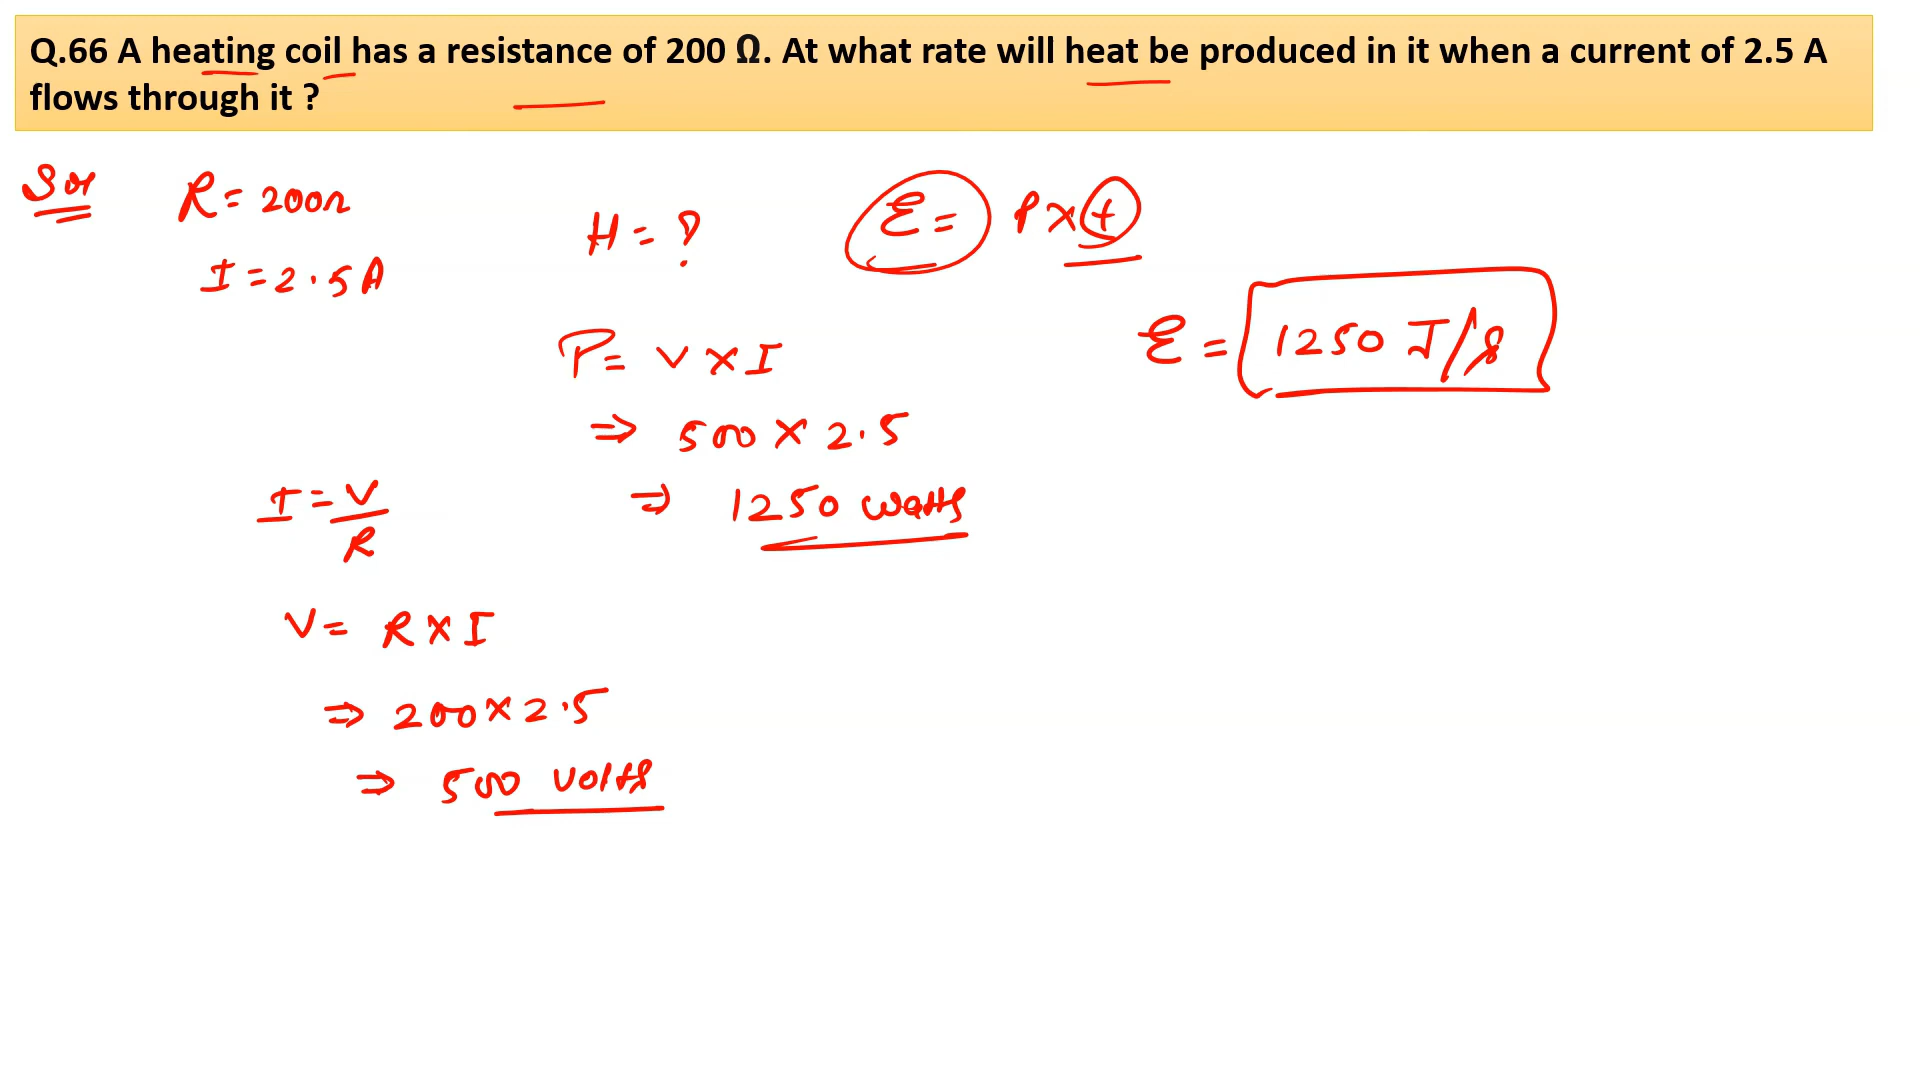 Q.66 A heating coil has a resistance of 200 Ω. At what rate will heat be produced in it when a current of 2.5 A
flows through it ?
Sol
R = 200Ω
I = 2.5 A
H = ?
E = P × t
P = V × I
⇒ 500 × 2.5
⇒ 1250 watts
E = 1250 J/s
I = V/R
V = R × I
⇒ 200 × 2.5
⇒ 500 volts